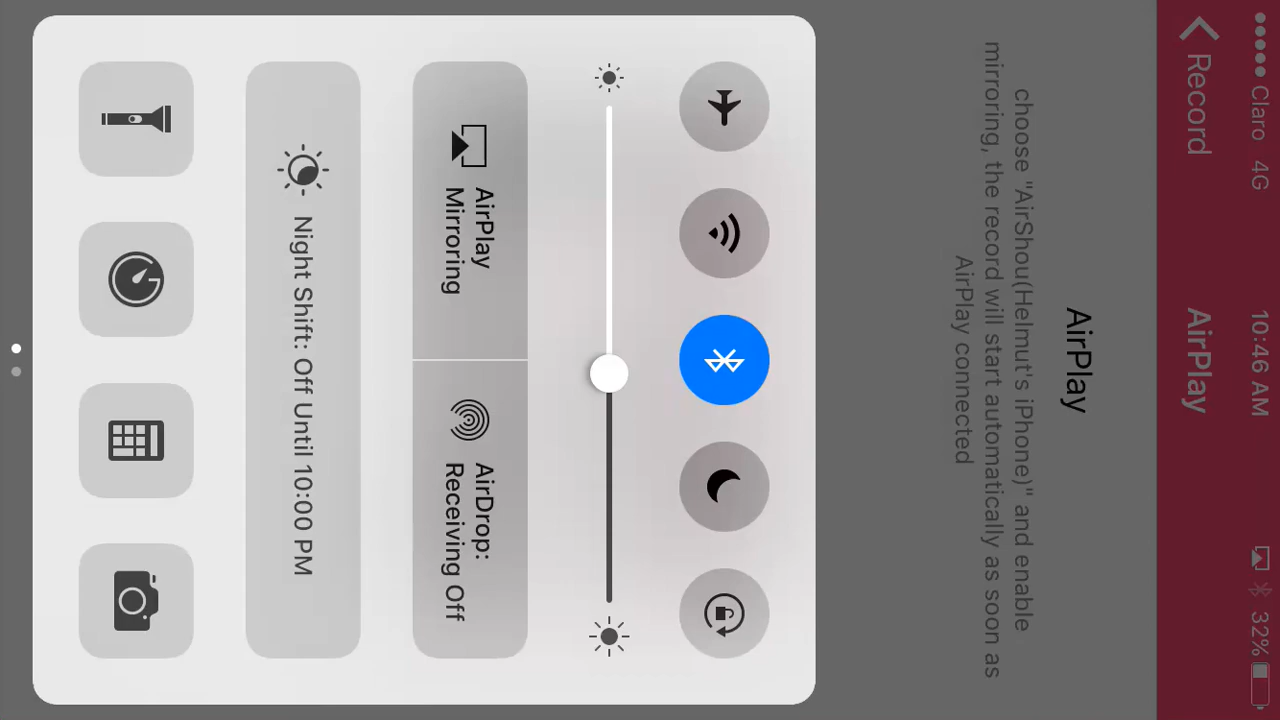 Claro 4G 10:46 AM 32%
Record AirPlay
AirPlay
choose "AirShou(Helmut's iPhone)" and enable
mirroring, the record will start automatically as soon as
AirPlay connected
AirPlay
Mirroring
AirDrop:
Receiving Off
Night Shift: Off Until 10:00 PM